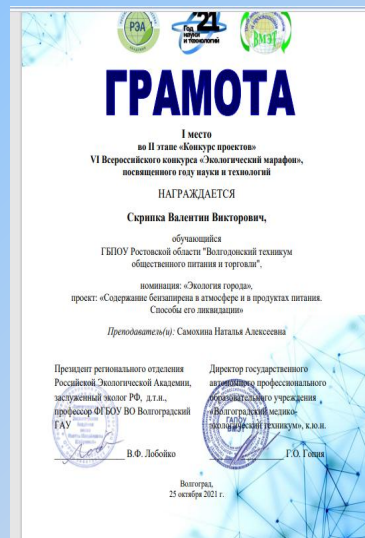 РЭА
21
Год
науки
и технологий
ВМЭТ
ГРАМОТА
I место
во II этапе «Конкурс проектов»
VI Всероссийского конкурса «Экологический марафон»,
посвященного году науки и технологий
НАГРАЖДАЕТСЯ
Скрипка Валентин Викторович,
обучающийся
ГБПОУ Ростовской области "Волгодонский техникум
общественного питания и торговли",
номинация: «Экология города»,
проект: «Содержание бензапирена в атмосфере и в продуктах питания.
Способы его ликвидации»
Преподаватель(и): Самохина Наталья Алексеевна
Президент регионального отделения
Российской Экологической Академии,
заслуженный эколог РФ, д.т.н.,
профессор ФГБОУ ВО Волгоградский
ГАУ
В.Ф. Лобойко
Директор государственного
автономного профессионального
образовательного учреждения
«Волгоградский медико-
экологический техникум», к.ю.н.
ГАПОУ
ВМЭТ
Г.О. Гопия
Волгоград,
25 октября 2021 г.